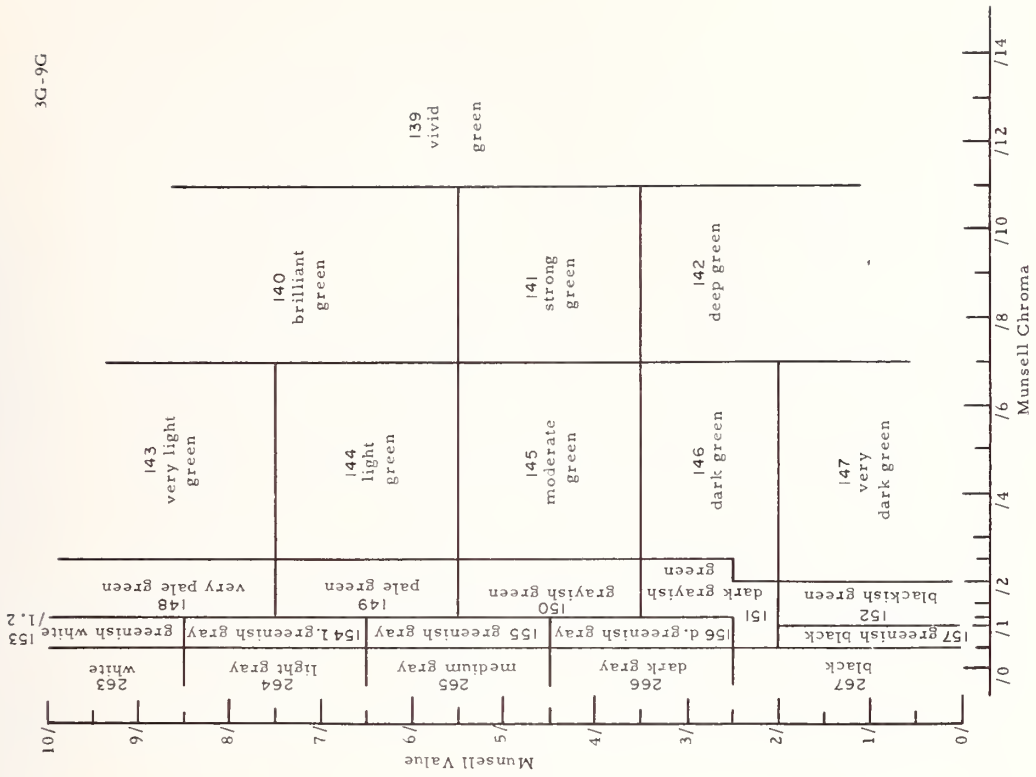 3G-9G
139
vivid
green
140
brilliant
green
141
strong
green
142
deep green
143
very light
green
144
light
green
145
moderate
green
146
dark green
147
very
dark green
148
very pale green
149
pale green
150
grayish green
151
dark grayish
green
152
blackish green
/1.2
153
greenish white
154 l. greenish gray
155 greenish gray
156 d. greenish gray
157 greenish black
263
white
264
light gray
265
medium gray
266
dark gray
267
black
10/
9/
8/
7/
6/
5/
4/
3/
2/
1/
0/
Munsell Value
/0
/1
/2
/4
/6
/8
/10
/12
/14
Munsell Chroma